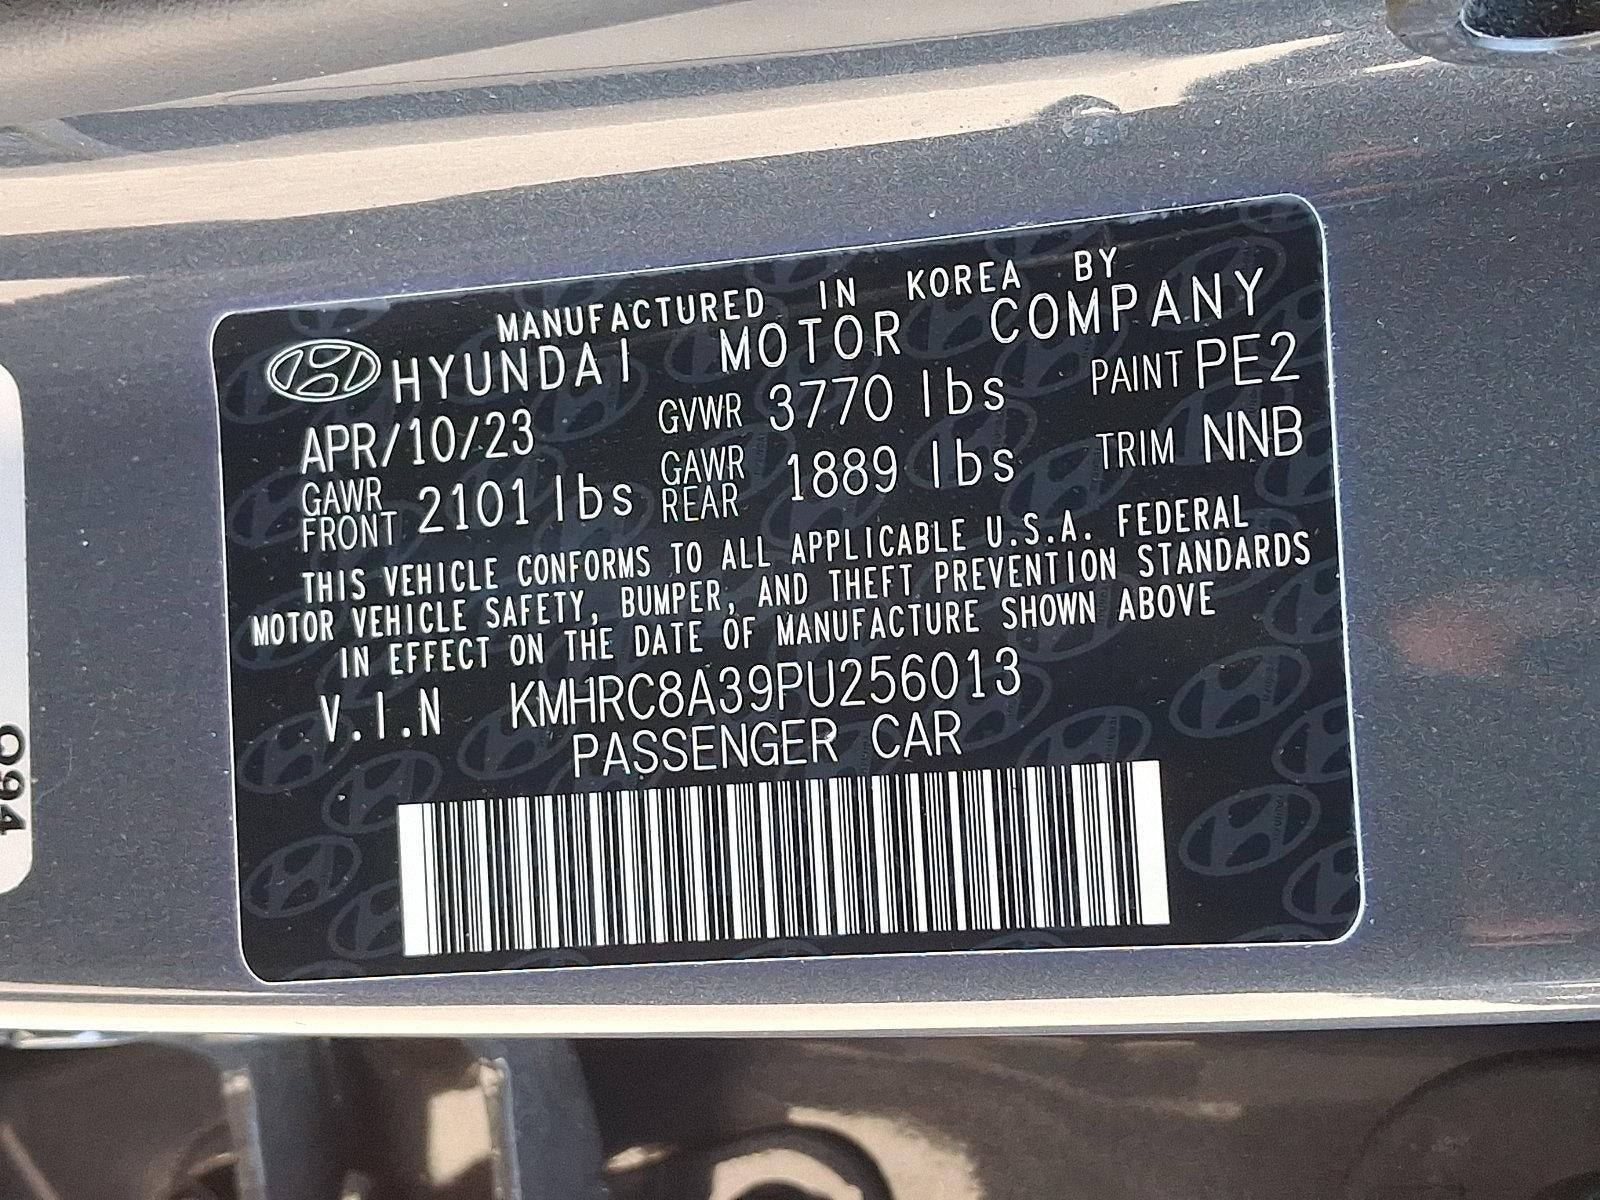 MANUFACTURED IN KOREA BY
HYUNDAI MOTOR COMPANY
APR/10/23 GVWR 3770 lbs PAINT PE2
GAWR FRONT 2101 lbs GAWR REAR 1889 lbs TRIM NNB
THIS VEHICLE CONFORMS TO ALL APPLICABLE U.S.A. FEDERAL
MOTOR VEHICLE SAFETY, BUMPER, AND THEFT PREVENTION STANDARDS
IN EFFECT ON THE DATE OF MANUFACTURE SHOWN ABOVE
V.I.N KMHRC8A39PU256013
PASSENGER CAR